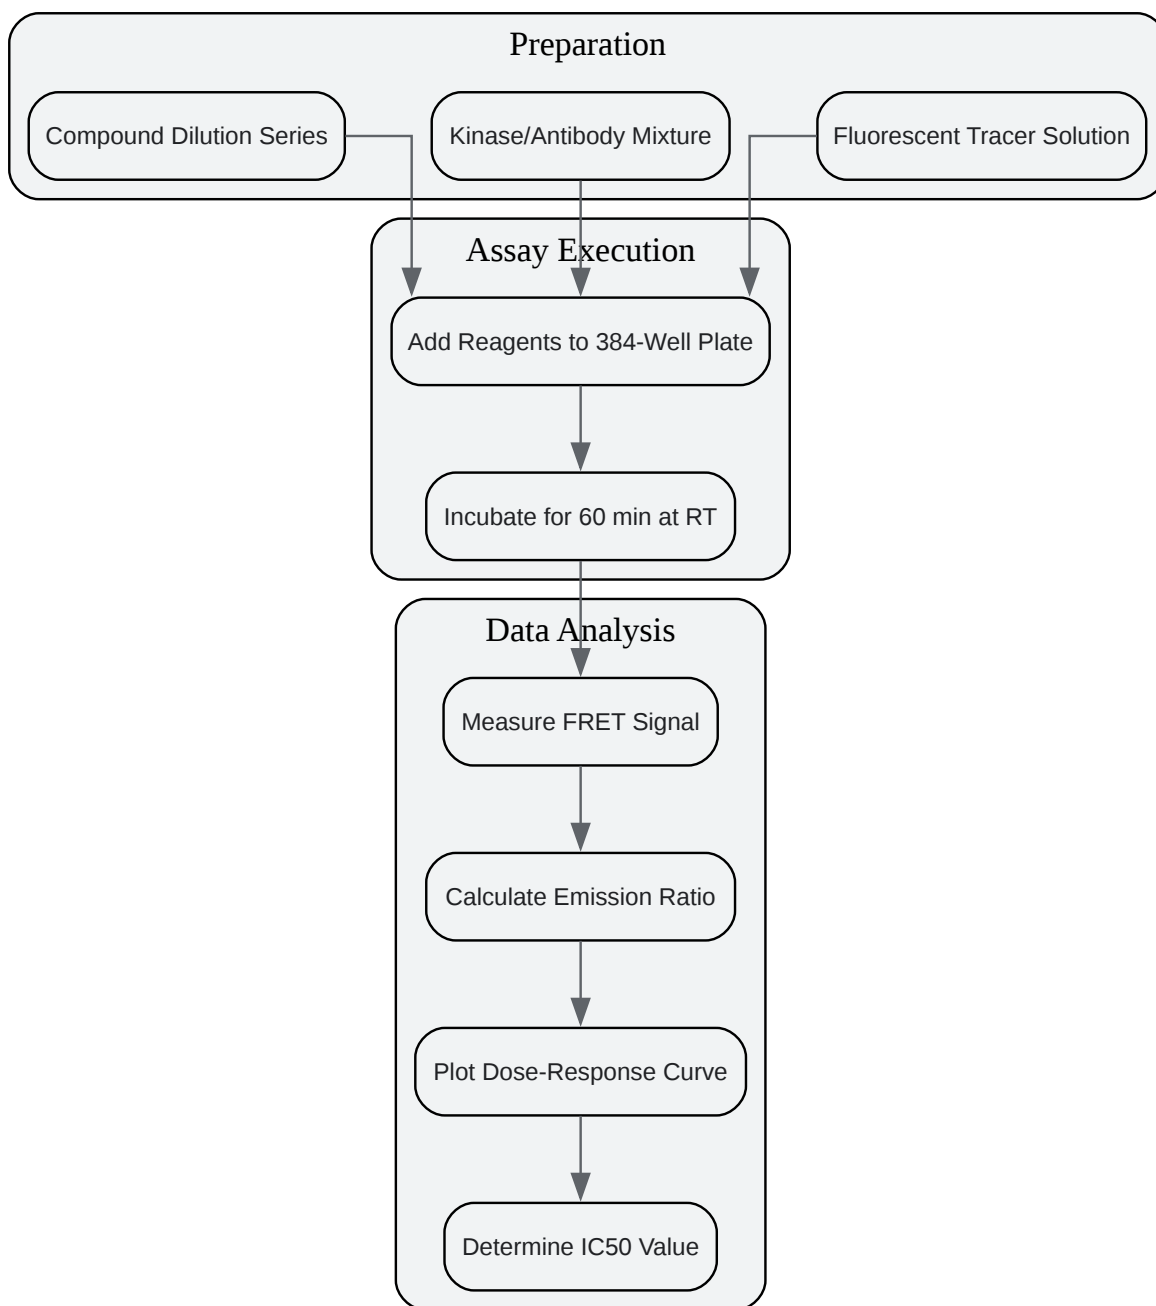 Preparation
Compound Dilution Series
Kinase/Antibody Mixture
Fluorescent Tracer Solution
Assay Execution
Add Reagents to 384-Well Plate
Incubate for 60 min at RT
Data Analysis
Measure FRET Signal
Calculate Emission Ratio
Plot Dose-Response Curve
Determine IC50 Value